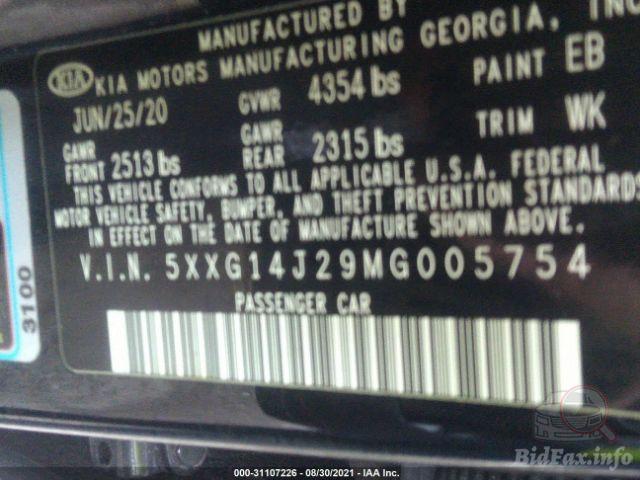 MANUFACTURED BY
KIA KIA MOTORS MANUFACTURING GEORGIA, INC
JUN/25/20 GVWR 4354 lbs PAINT EB
GAWR FRONT 2513 lbs GAWR REAR 2315 lbs TRIM WK
THIS VEHICLE CONFORMS TO ALL APPLICABLE U.S.A. FEDERAL
MOTOR VEHICLE SAFETY, BUMPER, AND THEFT PREVENTION STANDARDS
IN EFFECT ON THE DATE OF MANUFACTURE SHOWN ABOVE.
V.I.N. 5XXG14J29MG005754
PASSENGER CAR
3100
000-31107226 - 08/30/2021 - IAA Inc.
BidFax.info